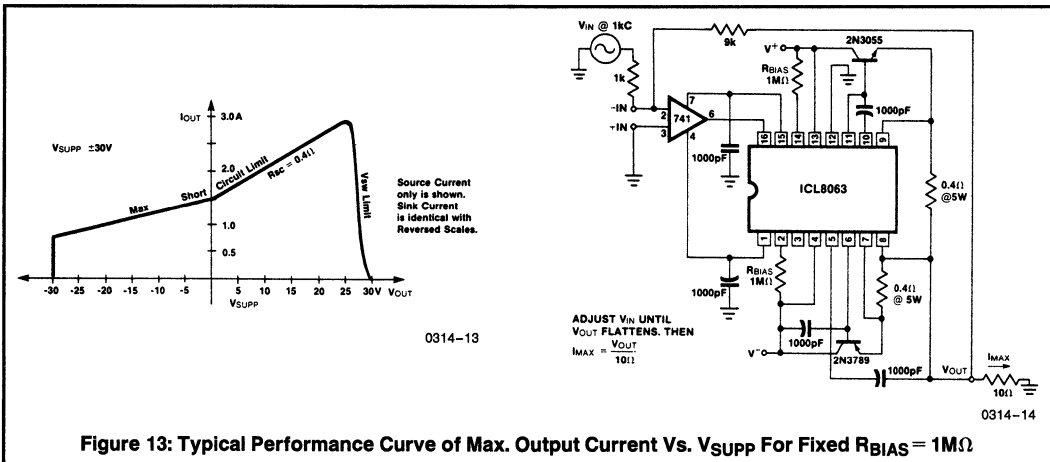 IOUT
3.0 A
VSUPP ±30V
2.0
1.0
0.5
Max Short Circuit Limit
RSC = 0.4Ω
VSW Limit
Source Current
only is shown.
Sink Current
is identical with
Reversed Scales.
-30 -25 -20 -15 -10 -5 0 5 10 15 20 25 30V VOUT
VSUPP
0314–13
VIN @ 1kC
1k
9k
-IN
+IN
2
3
741
7
4
6
1000pF
1000pF
V+
RBIAS
1MΩ
2N3055
1000pF
16 15 14 13 12 11 10 9
ICL8063
1 2 3 4 5 6 7 8
0.4Ω
@5W
RBIAS
1MΩ
0.4Ω
@ 5W
1000pF
V-
2N3789
1000pF
VOUT
IMAX
10Ω
ADJUST VIN UNTIL
VOUT FLATTENS. THEN
IMAX = VOUT
10Ω
0314–14
Figure 13: Typical Performance Curve of Max. Output Current Vs. VSUPP For Fixed RBIAS = 1MΩ